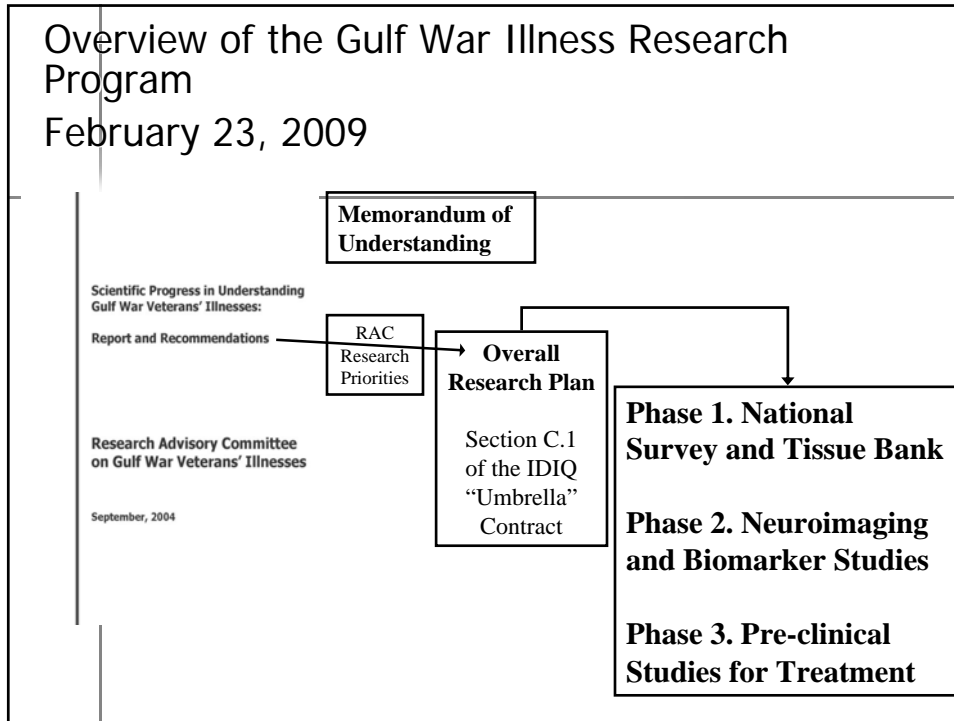 Overview of the Gulf War Illness Research
Program
February 23, 2009
Memorandum of
Understanding
Scientific Progress in Understanding
Gulf War Veterans' Illnesses:
Report and Recommendations
Research Advisory Committee
on Gulf War Veterans' Illnesses
September, 2004
RAC
Research
Priorities
Overall
Research Plan
Section C.1
of the IDIQ
“Umbrella”
Contract
Phase 1. National
Survey and Tissue Bank
Phase 2. Neuroimaging
and Biomarker Studies
Phase 3. Pre-clinical
Studies for Treatment